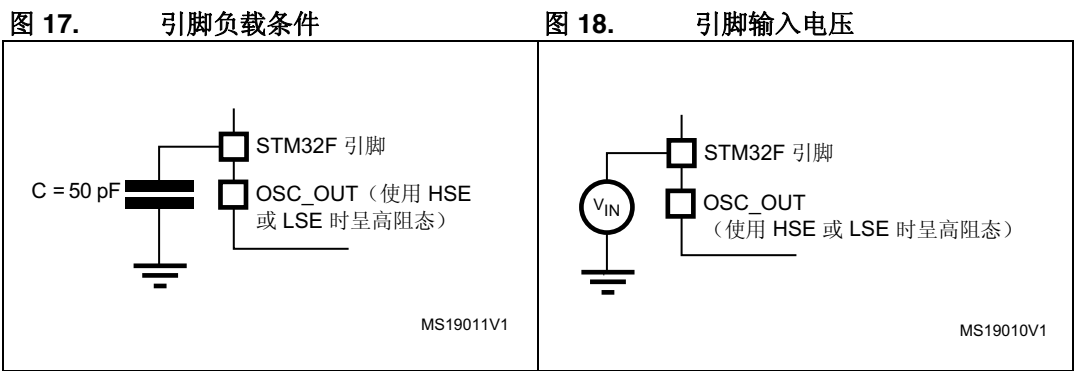 图 17. 引脚负载条件
STM32F 引脚
C = 50 pF
OSC_OUT（使用 HSE
或 LSE 时呈高阻态）
MS19011V1
图 18. 引脚输入电压
STM32F 引脚
VIN
OSC_OUT
（使用 HSE 或 LSE 时呈高阻态）
MS19010V1